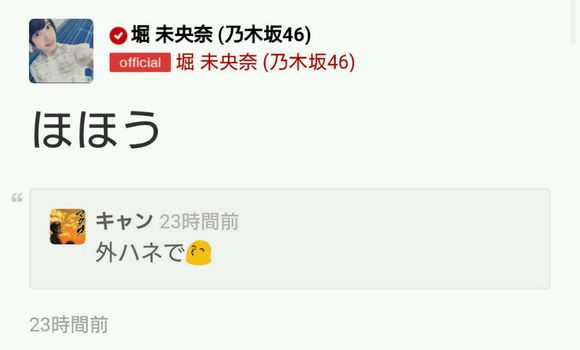 堀 未央奈 (乃木坂46)
official 堀 未央奈 (乃木坂46)
ほほう
キャン 23時間前
外ハネで
23時間前